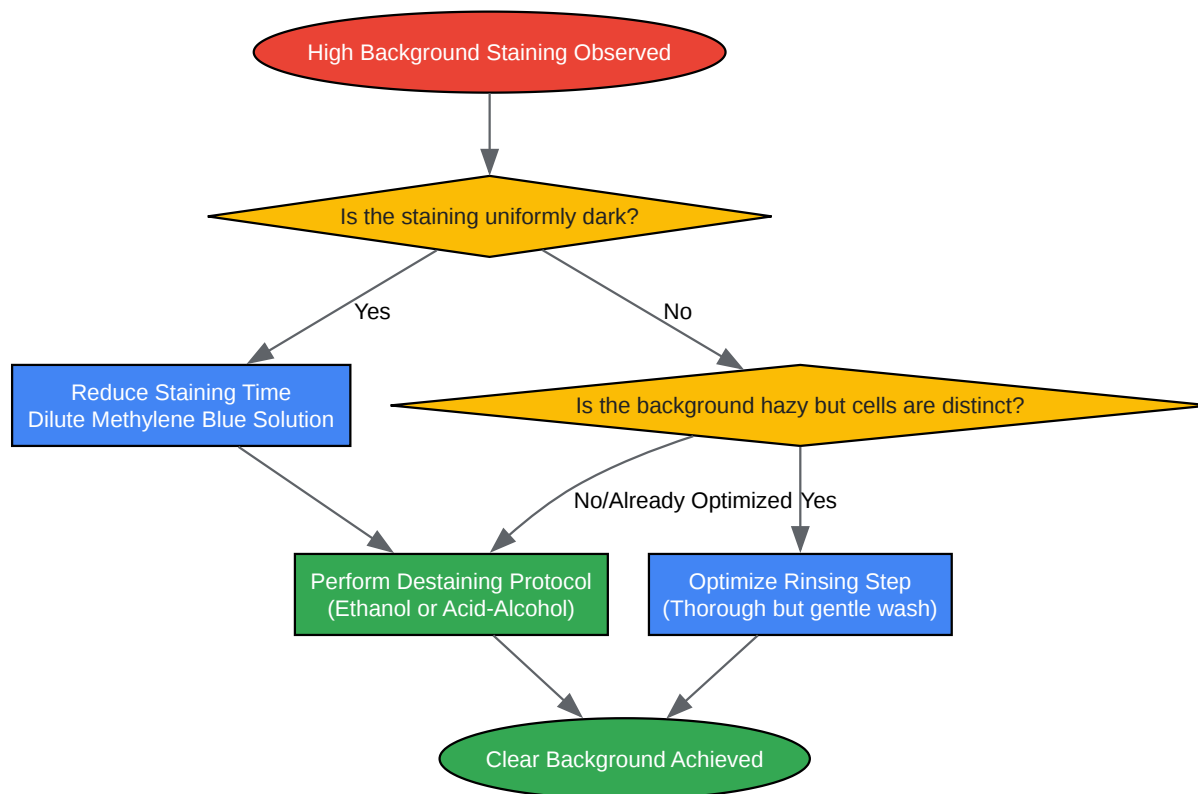 High Background Staining Observed
Is the staining uniformly dark?
Yes
No
Reduce Staining Time
Dilute Methylene Blue Solution
Is the background hazy but cells are distinct?
No/Already Optimized
Yes
Perform Destaining Protocol
(Ethanol or Acid-Alcohol)
Optimize Rinsing Step
(Thorough but gentle wash)
Clear Background Achieved